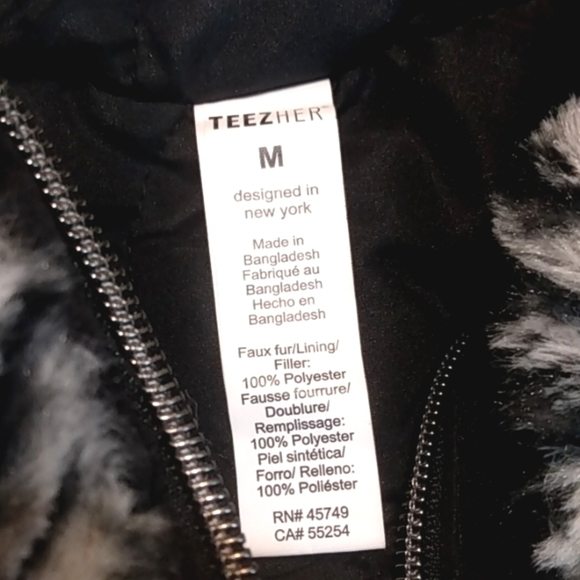 TEEZHER™
M
designed in
new york
Made in
Bangladesh
Fabriqué au
Bangladesh
Hecho en
Bangladesh
Faux fur/Lining/
Filler:
100% Polyester
Fausse fourrure/
Doublure/
Remplissage:
100% Polyester
Piel sintética/
Forro/ Relleno:
100% Poliéster
RN# 45749
CA# 55254